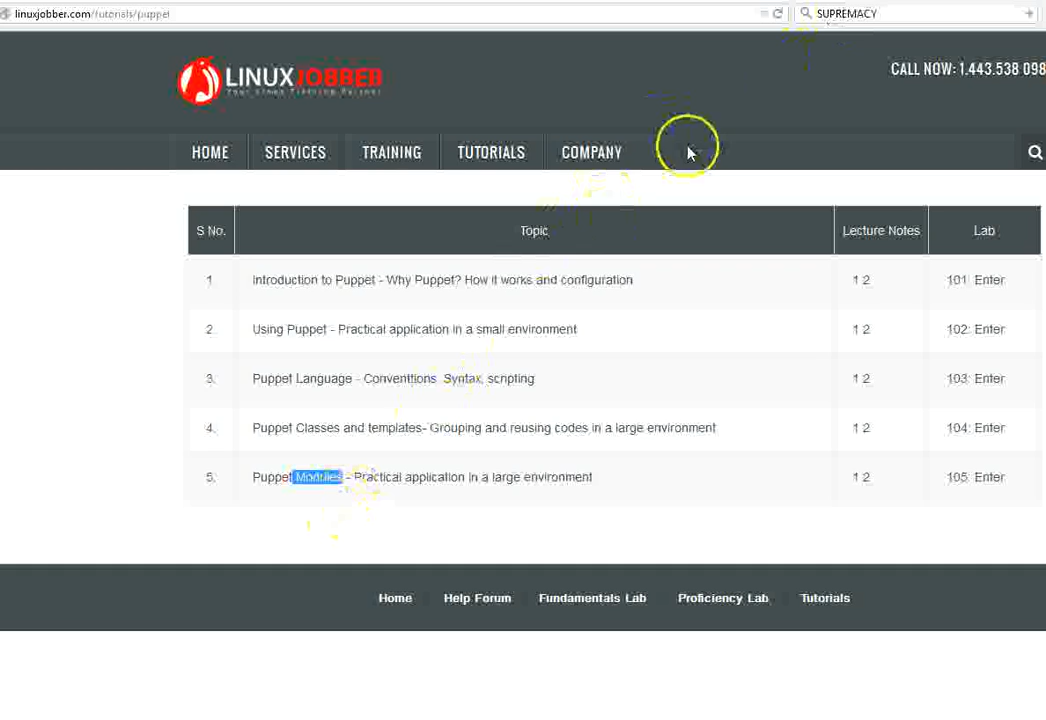 linuxjobber.com/tutorials/puppet
SUPREMACY
LINUXJOBBER
Your Linux Training Partner
CALL NOW: 1.443.538 098
HOME SERVICES TRAINING TUTORIALS COMPANY
S No. Topic Lecture Notes Lab
1 Introduction to Puppet - Why Puppet? How it works and configuration 1 2 101: Enter
2. Using Puppet - Practical application in a small environment 1 2 102: Enter
3. Puppet Language - Conventions Syntax, scripting 1 2 103: Enter
4. Puppet Classes and templates- Grouping and reusing codes in a large environment 1 2 104: Enter
5. Puppet Modules - Practical application in a large environment 1 2 105: Enter
Home Help Forum Fundamentals Lab Proficiency Lab Tutorials